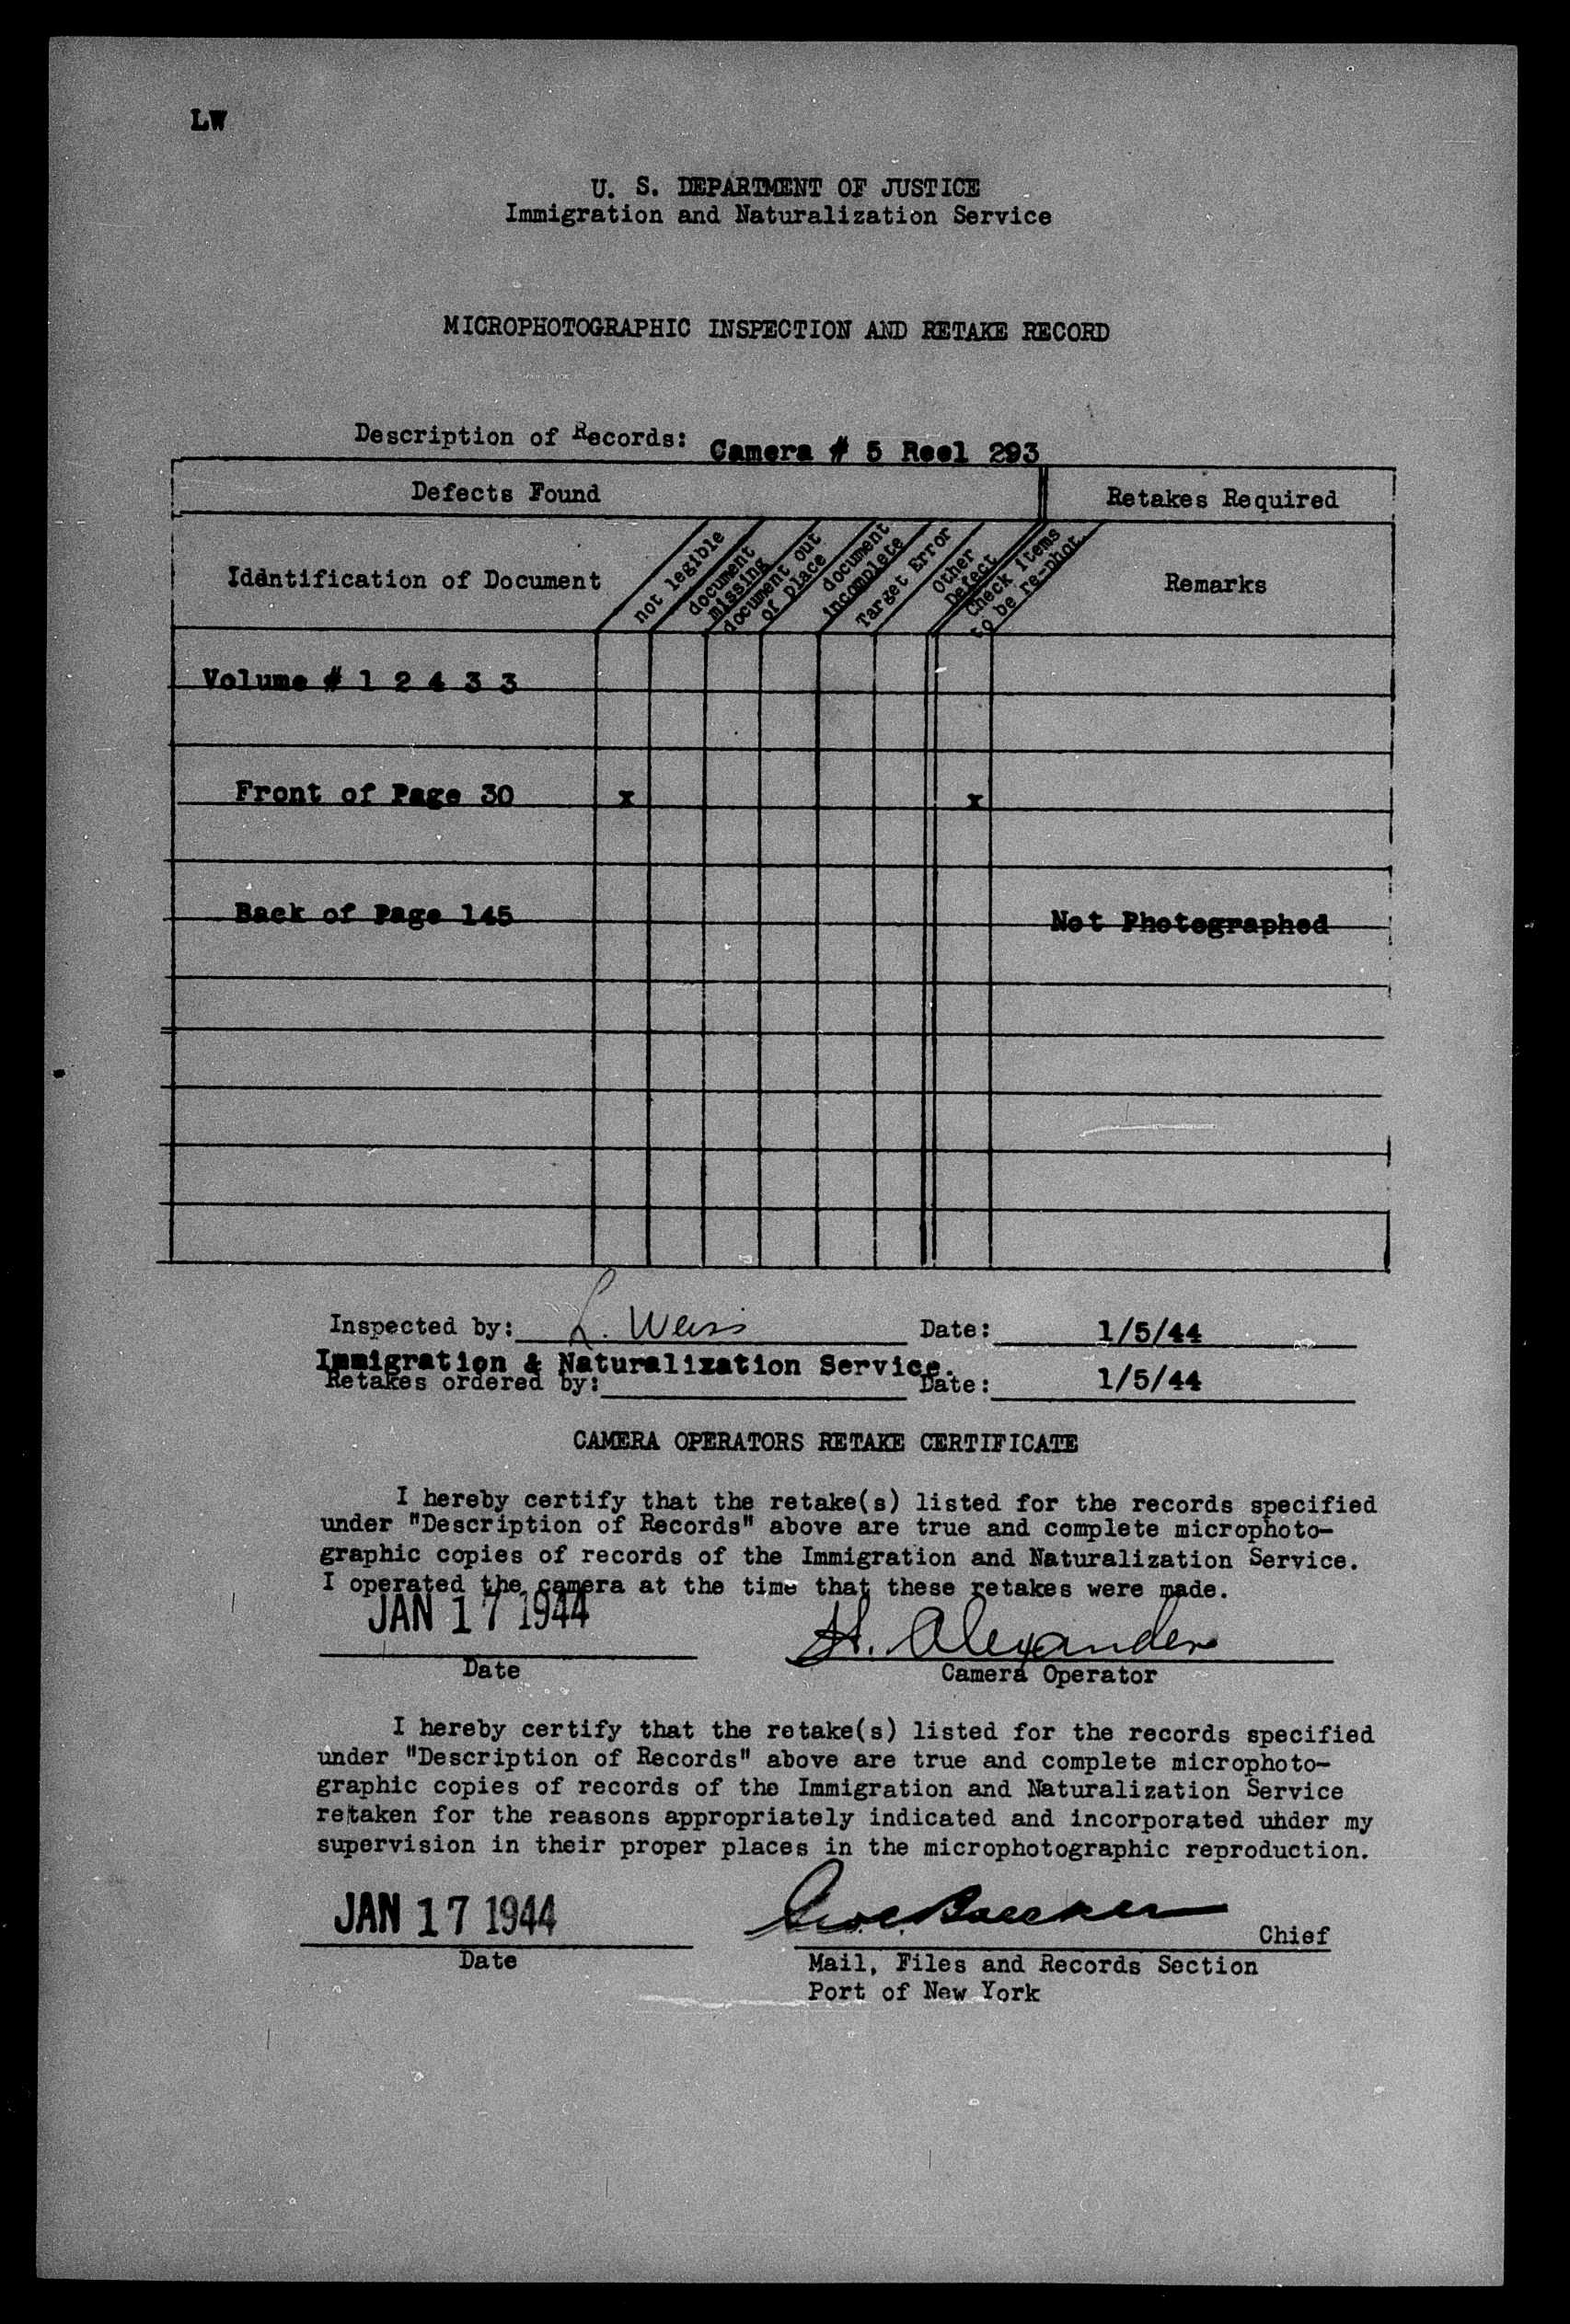 LW
U. S. DEPARTMENT OF JUSTICE
Immigration and Naturalization Service
MICROPHOTOGRAPHIC INSPECTION AND RETAKE RECORD
Description of Records: Camera # 5 Reel 293
Defects Found
Retakes Required
Identification of Document
not legible
document missing
document out of place
document incomplete
Target Error
Other Defect
Check items to be re-phot.
Remarks
Volume # 1 2 4 3 3
Front of Page 30 x x
Back of Page 145 Not Photographed
Inspected by: L. Weiss Date: 1/5/44
Immigration & Naturalization Service.
Retakes ordered by: Date: 1/5/44
CAMERA OPERATORS RETAKE CERTIFICATE
I hereby certify that the retake(s) listed for the records specified
under "Description of Records" above are true and complete microphoto-
graphic copies of records of the Immigration and Naturalization Service.
I operated the camera at the time that these retakes were made.
JAN 17 1944 H. Alexander
Date Camera Operator
I hereby certify that the retake(s) listed for the records specified
under "Description of Records" above are true and complete microphoto-
graphic copies of records of the Immigration and Naturalization Service
retaken for the reasons appropriately indicated and incorporated under my
supervision in their proper places in the microphotographic reproduction.
JAN 17 1944
Chief
Date Mail, Files and Records Section
Port of New York